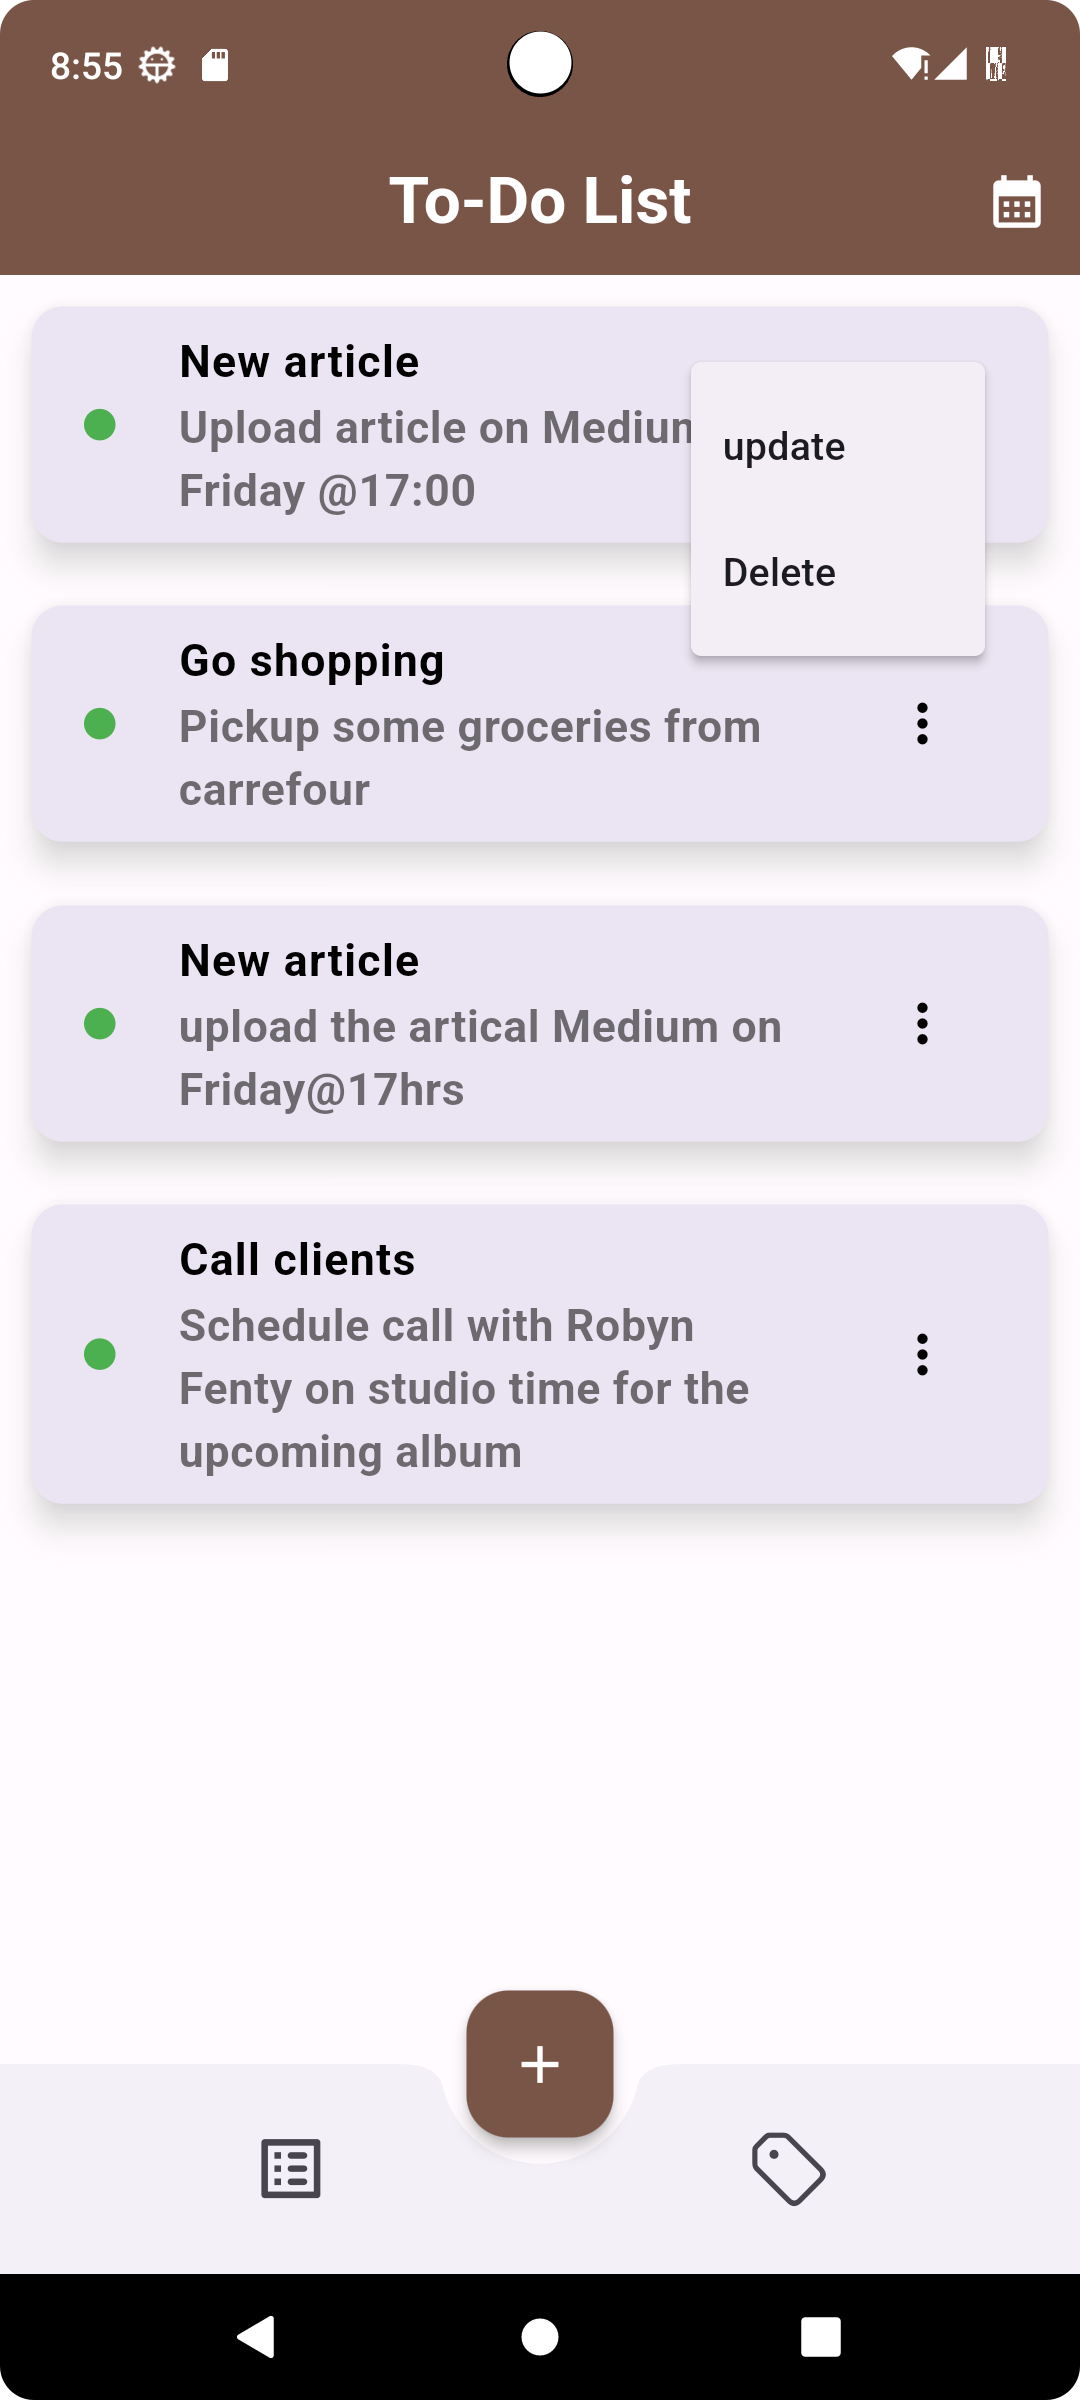 8:55
To-Do List
New article
Upload article on
Friday @17:00
update
Delete
Go shopping
Pickup some groceries from
carrefour
New article
upload the artical Medium on
Friday@17hrs
Call clients
Schedule call with Robyn
Fenty on studio time for the
upcoming album